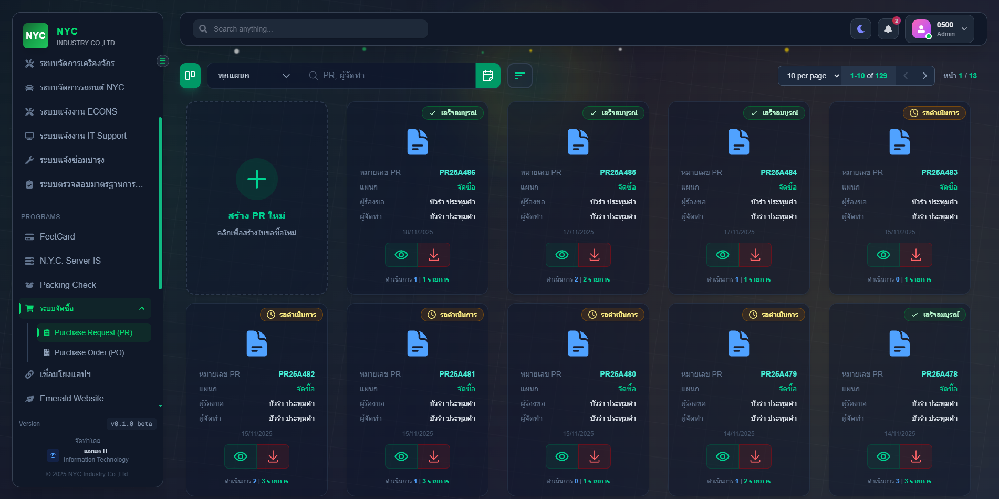 NYC
NYC
INDUSTRY CO.,LTD.
ระบบจัดการเครื่องจักร
ระบบจัดการรถยนต์ NYC
ระบบแจ้งงาน ECONS
ระบบแจ้งงาน IT Support
ระบบแจ้งซ่อมบำรุง
ระบบตรวจสอบมาตรฐานการ...
PROGRAMS
FeetCard
N.Y.C. Server IS
Packing Check
ระบบจัดซื้อ
Purchase Request (PR)
Purchase Order (PO)
เชื่อมโยงแอปฯ
Emerald Website
Version v0.1.0-beta
จัดทำโดย
แผนก IT
Information Technology
© 2025 NYC Industry Co.,Ltd.
Search anything...
2
0500
Admin
ทุกแผนก
PR, ผู้จัดทำ
10 per page
1-10 of 129
หน้า 1 / 13
สร้าง PR ใหม่
คลิกเพื่อสร้างใบขอซื้อใหม่
เสร็จสมบูรณ์
หมายเลข PR PR25A486
แผนก จัดซื้อ
ผู้ร้องขอ บัวรำ ประทุมคำ
ผู้จัดทำ บัวรำ ประทุมคำ
18/11/2025
ดำเนินการ 1 | 1 รายการ
เสร็จสมบูรณ์
หมายเลข PR PR25A485
แผนก จัดซื้อ
ผู้ร้องขอ บัวรำ ประทุมคำ
ผู้จัดทำ บัวรำ ประทุมคำ
17/11/2025
ดำเนินการ 2 | 2 รายการ
เสร็จสมบูรณ์
หมายเลข PR PR25A484
แผนก จัดซื้อ
ผู้ร้องขอ บัวรำ ประทุมคำ
ผู้จัดทำ บัวรำ ประทุมคำ
17/11/2025
ดำเนินการ 1 | 1 รายการ
รอดำเนินการ
หมายเลข PR PR25A483
แผนก จัดซื้อ
ผู้ร้องขอ บัวรำ ประทุมคำ
ผู้จัดทำ บัวรำ ประทุมคำ
15/11/2025
ดำเนินการ 0 | 1 รายการ
รอดำเนินการ
หมายเลข PR PR25A482
แผนก จัดซื้อ
ผู้ร้องขอ บัวรำ ประทุมคำ
ผู้จัดทำ บัวรำ ประทุมคำ
15/11/2025
ดำเนินการ 2 | 3 รายการ
รอดำเนินการ
หมายเลข PR PR25A481
แผนก จัดซื้อ
ผู้ร้องขอ บัวรำ ประทุมคำ
ผู้จัดทำ บัวรำ ประทุมคำ
15/11/2025
ดำเนินการ 1 | 3 รายการ
รอดำเนินการ
หมายเลข PR PR25A480
แผนก จัดซื้อ
ผู้ร้องขอ บัวรำ ประทุมคำ
ผู้จัดทำ บัวรำ ประทุมคำ
15/11/2025
ดำเนินการ 0 | 1 รายการ
รอดำเนินการ
หมายเลข PR PR25A479
แผนก จัดซื้อ
ผู้ร้องขอ บัวรำ ประทุมคำ
ผู้จัดทำ บัวรำ ประทุมคำ
14/11/2025
ดำเนินการ 1 | 2 รายการ
เสร็จสมบูรณ์
หมายเลข PR PR25A478
แผนก จัดซื้อ
ผู้ร้องขอ บัวรำ ประทุมคำ
ผู้จัดทำ บัวรำ ประทุมคำ
14/11/2025
ดำเนินการ 3 | 3 รายการ